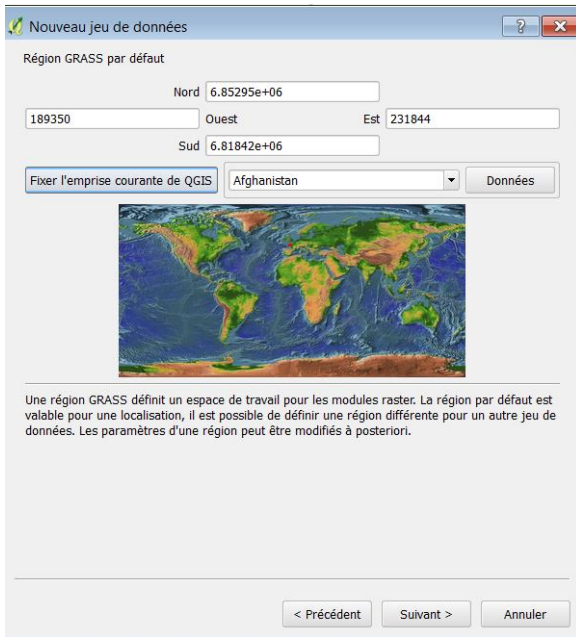 Nouveau jeu de données
Région GRASS par défaut
Nord 6.85295e+06
189350 Ouest Est 231844
Sud 6.81842e+06
Fixer l'emprise courante de QGIS Afghanistan Données
Une région GRASS définit un espace de travail pour les modules raster. La région par défaut est
valable pour une localisation, il est possible de définir une région différente pour un autre jeu de
données. Les paramètres d'une région peut être modifiés à posteriori.
< Précédent Suivant > Annuler